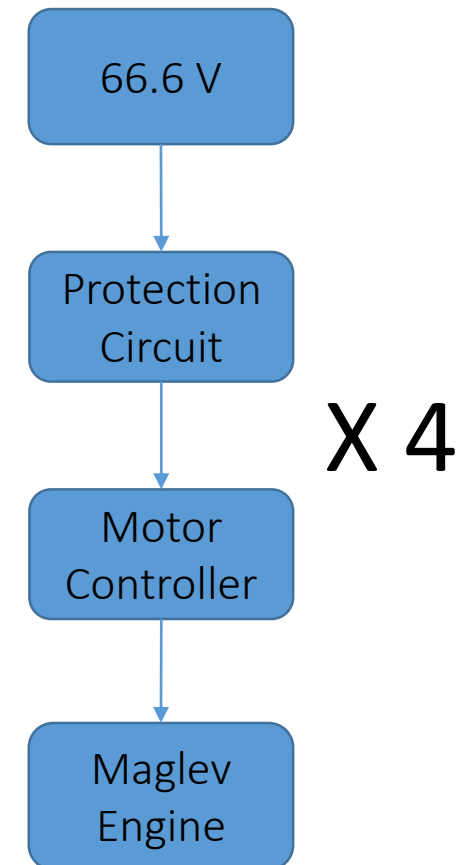 66.6 V
Protection
Circuit
X 4
Motor
Controller
Maglev
Engine